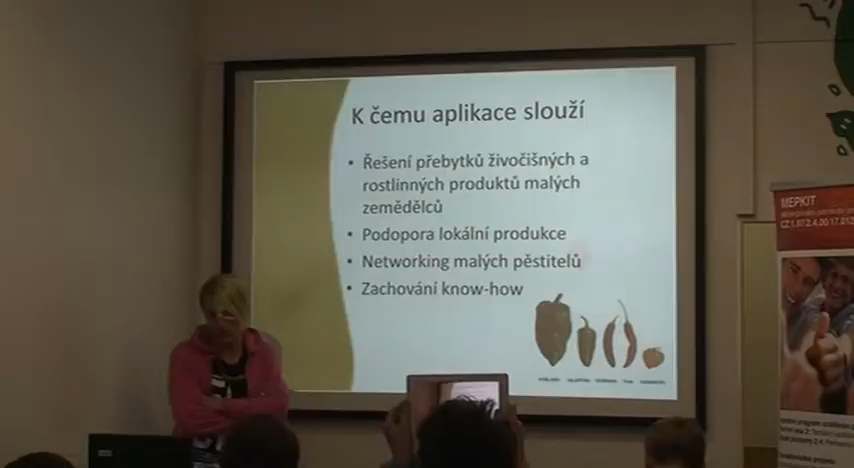 K čemu aplikace slouží
• Řešení přebytků živočišných a
rostlinných produktů malých
zemědělců
• Podopora lokální produkce
• Networking malých pěstitelů
• Zachování know-how
MEPKIT